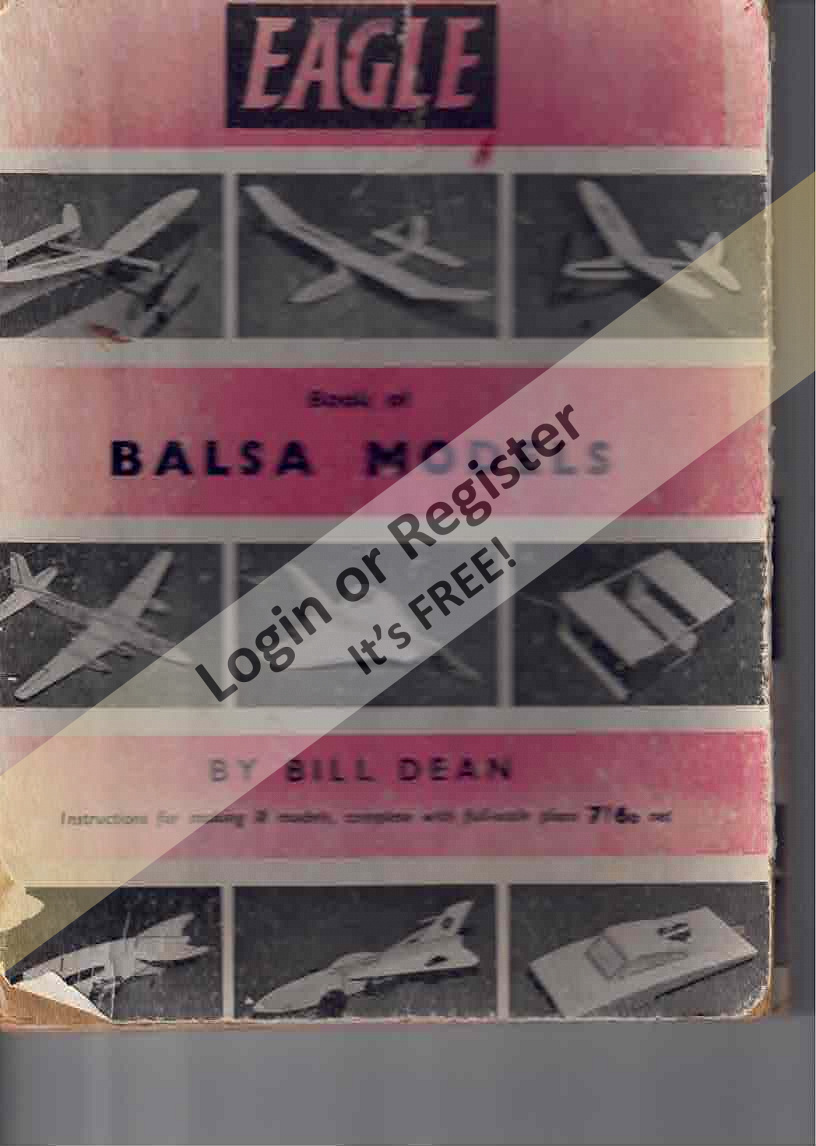 EAGLE
Book of
BALSA MODELS
Login or Register
It's FREE!
BY BILL DEAN
Instructions for making models, complete with full-scale plans 7/6D net